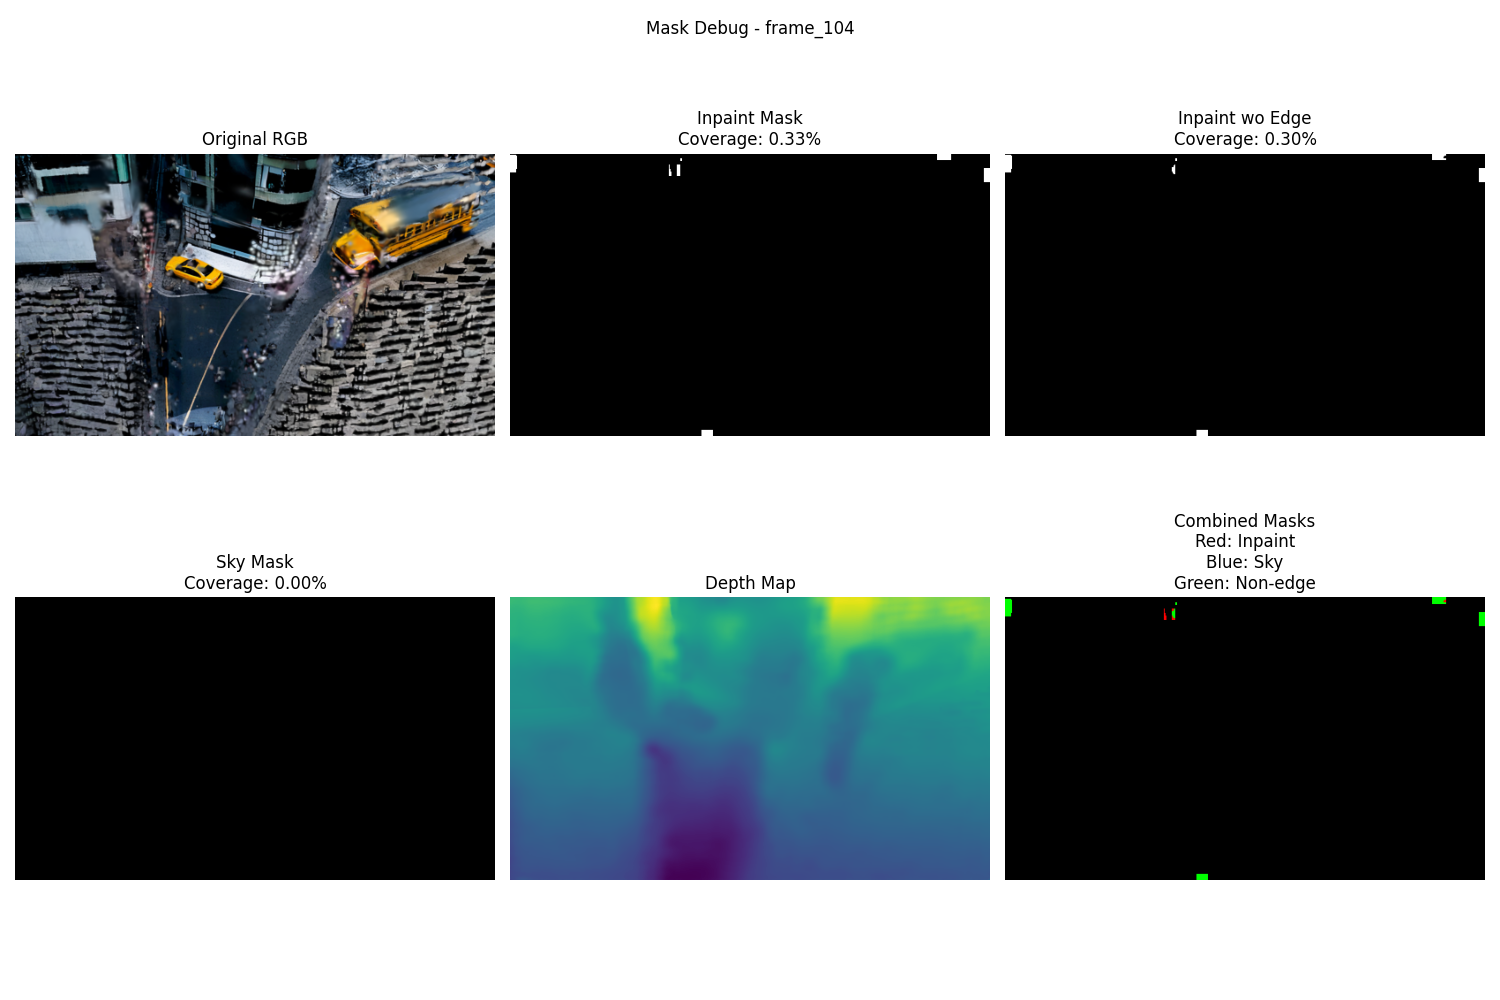 Mask Debug - frame_104
Original RGB
Inpaint Mask
Coverage: 0.33%
Inpaint wo Edge
Coverage: 0.30%
Sky Mask
Coverage: 0.00%
Depth Map
Combined Masks
Red: Inpaint
Blue: Sky
Green: Non-edge